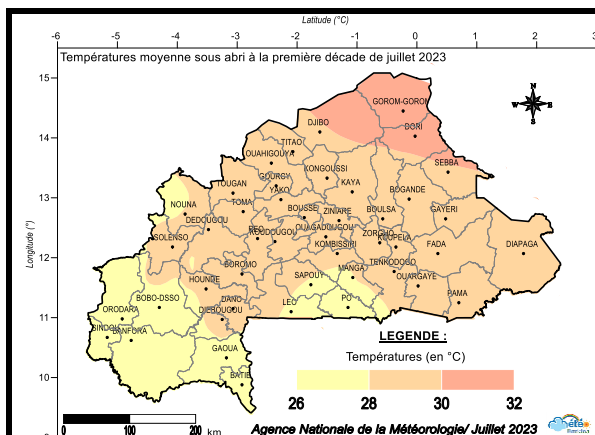 Latitude (°C)
-6 -5 -4 -3 -2 -1 0 1 2 3
Températures moyenne sous abri à la première décade de juillet 2023
15
14
13
12
11
10
Longitude (°)
N
W E
S
GOROM-GORON
DORI
DJIBO
TITAO
OUAHIGOUYA
SEBBA
KONGOUSSI
GOURCY
TOUGAN
KAYA
YAKO
BOGANDE
NOUNA
TOMA
BOUSSE
ZINIARE
BOULSA
GAYERI
DEDOUGOU
REO
KOUDOUGOU
OUAGADOUGOU
ZORGHO
KOUPELA
SOLENSO
KOMBISSIRI
FADA
DIAPAGA
BOROMO
TENKODOGO
MANGA
SAPOUY
HOUNDE
OUARGAYE
BOBO-DSSO
DANO
LEO
PO
PAMA
ORODARA
DIEBOUGOU
SINDOU
BANFORA
GAOUA
BATIE
LEGENDE :
Températures (en °C)
26 28 30 32
0 100 200
km
Agence Nationale de la Météorologie/ Juillet 2023
météo